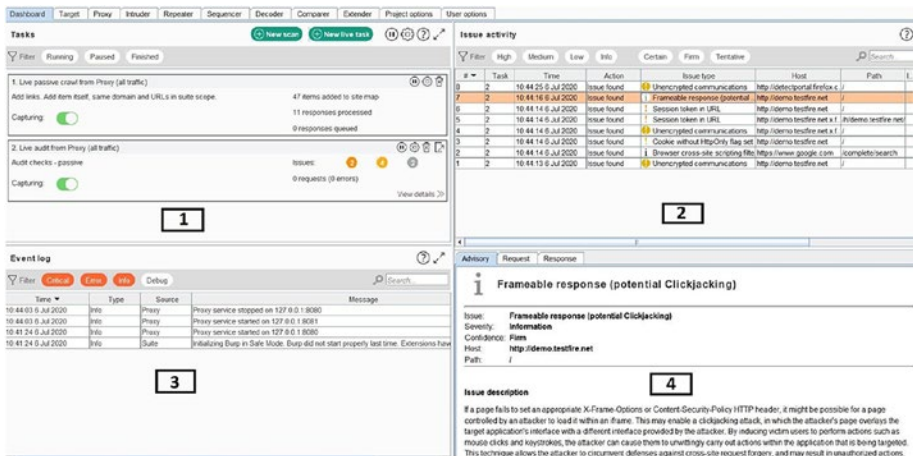 Dashboard Target Proxy Intruder Repeater Sequencer Decoder Comparer Extender Project options User options
Tasks
New scan New live task
Filter Running Paused Finished
1. Live passive crawl from Proxy (all traffic)
Add links. Add item itself, same domain and URLs in suite scope.
47 items added to site map
Capturing:
11 responses processed
0 responses queued
2. Live audit from Proxy (all traffic)
Audit checks - passive
Issues:
Capturing:
0 requests (0 errors)
View details
1
Issue activity
Filter High Medium Low Info Certain Firm Tentative Search...
# Task Time Action Issue type Host Path
8 2 10:44:25 6 Jul 2020 Issue found Unencrypted communications http://detectportal.firefox.c... /
7 2 10:44:16 6 Jul 2020 Issue found Frameable response (potential... http://demo.testfire.net /
6 2 10:44:14 6 Jul 2020 Issue found Session token in URL http://demo.testfire.net /
5 2 10:44:14 6 Jul 2020 Issue found Session token in URL http://demo.testfire.net.x.f... /h/demo.testfire.net/
4 2 10:44:14 6 Jul 2020 Issue found Unencrypted communications http://demo.testfire.net.x.f... /
3 2 10:44:14 6 Jul 2020 Issue found Cookie without HttpOnly flag set http://demo.testfire.net /
2 2 10:44:14 6 Jul 2020 Issue found Browser cross-site scripting filte... https://www.google.com /complete/search
1 2 10:44:13 6 Jul 2020 Issue found Unencrypted communications http://demo.testfire.net /
2
Event log
Filter Critical Error Info Debug Search...
Time Type Source Message
10:44:03 6 Jul 2020 Info Proxy Proxy service stopped on 127.0.0.1:8080
10:44:03 6 Jul 2020 Info Proxy Proxy service started on 127.0.0.1:8081
10:41:24 6 Jul 2020 Info Proxy Proxy service started on 127.0.0.1:8080
10:41:24 6 Jul 2020 Info Suite Initializing Burp in Safe Mode. Burp did not start properly last time. Extensions have
3
Advisory Request Response
Frameable response (potential Clickjacking)
Issue: Frameable response (potential Clickjacking)
Severity: Information
Confidence: Firm
Host: http://demo.testfire.net
Path: /
4
Issue description
If a page fails to set an appropriate X-Frame-Options or Content-Security-Policy HTTP header, it might be possible for a page
controlled by an attacker to load it within an iframe. This may enable a clickjacking attack, in which the attacker's page overlays the
target application's interface with a different interface provided by the attacker. By inducing victim users to perform actions such as
mouse clicks and keystrokes, the attacker can cause them to unwittingly carry out actions within the application that is being targeted.
This technique allows the attacker to circumvent defenses against cross-site request forgery, and may result in unauthorized actions.